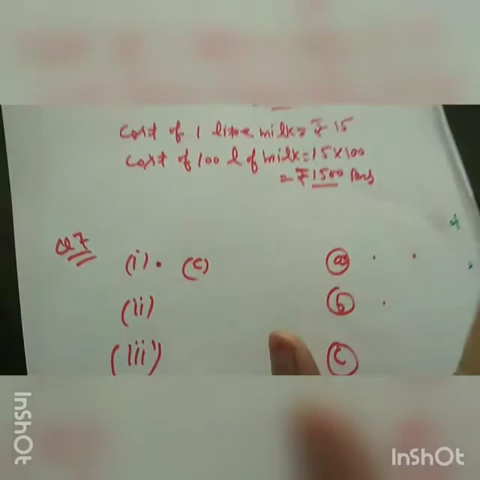 Cost of 1 litre milk = ₹ 15
Cost of 100 l of milk = 15 × 100
= ₹ 1500 Ans
Q7
(i) . (c) (a) . .
(ii) (b) .
(iii) (c)
InShOt
InShOt